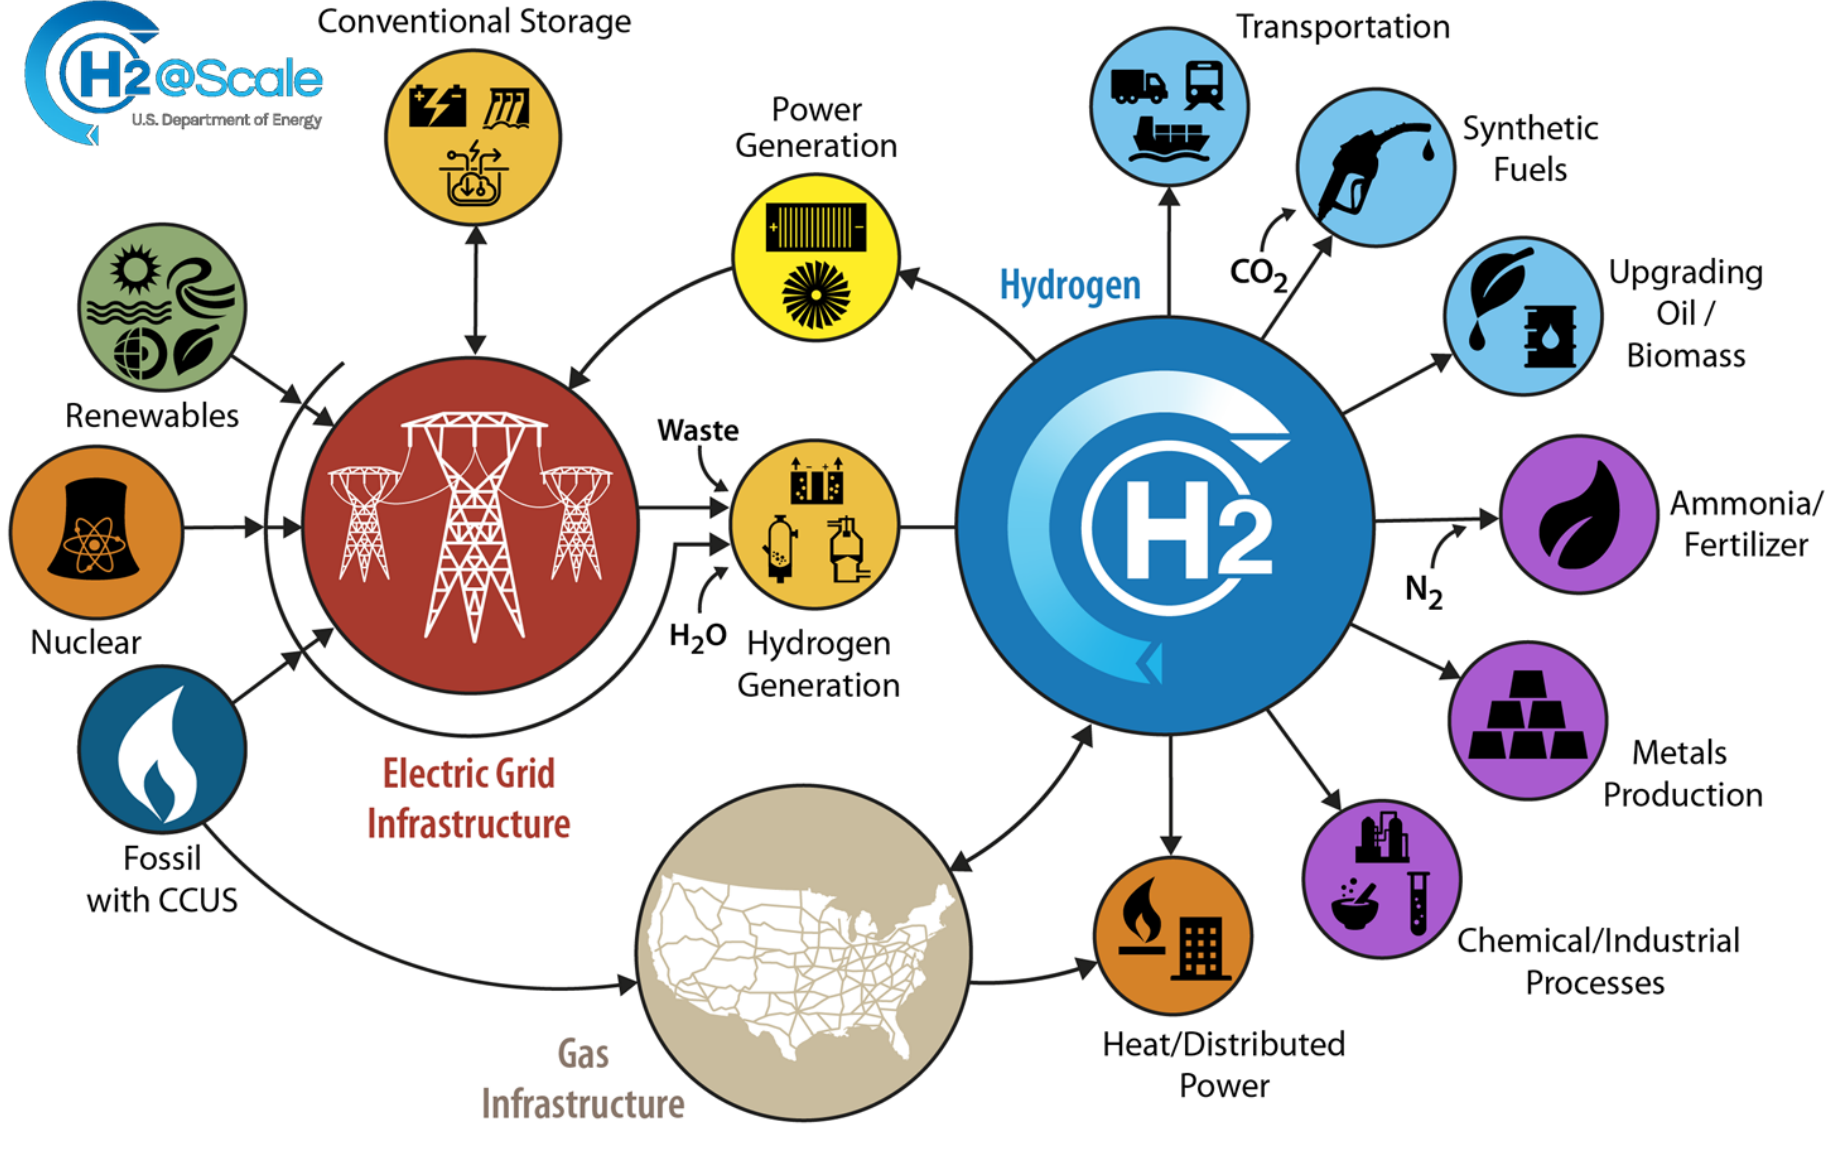 H2@Scale
U.S. Department of Energy
Conventional Storage
Transportation
Power
Generation
Synthetic
Fuels
CO2
Hydrogen
Upgrading
Oil /
Biomass
Renewables
Waste
H2
Ammonia/
Fertilizer
N2
Nuclear
H2O
Hydrogen
Generation
Electric Grid
Infrastructure
Metals
Production
Fossil
with CCUS
Chemical/Industrial
Processes
Gas
Infrastructure
Heat/Distributed
Power